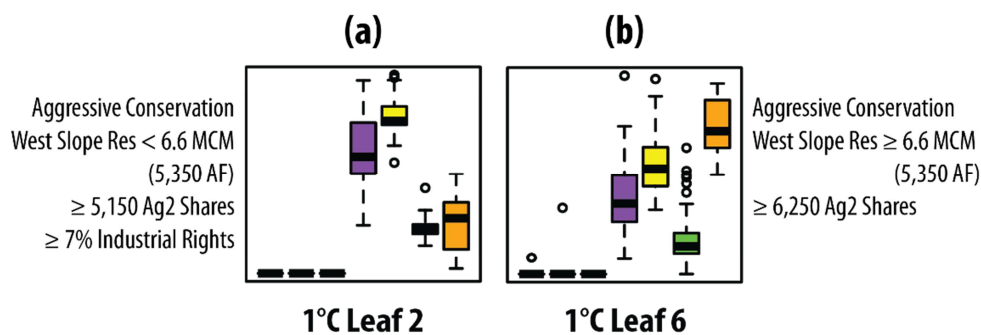 (a)
(b)
Aggressive Conservation
West Slope Res < 6.6 MCM
(5,350 AF)
≥ 5,150 Ag2 Shares
≥ 7% Industrial Rights
Aggressive Conservation
West Slope Res ≥ 6.6 MCM
(5,350 AF)
≥ 6,250 Ag2 Shares
1°C Leaf 2
1°C Leaf 6